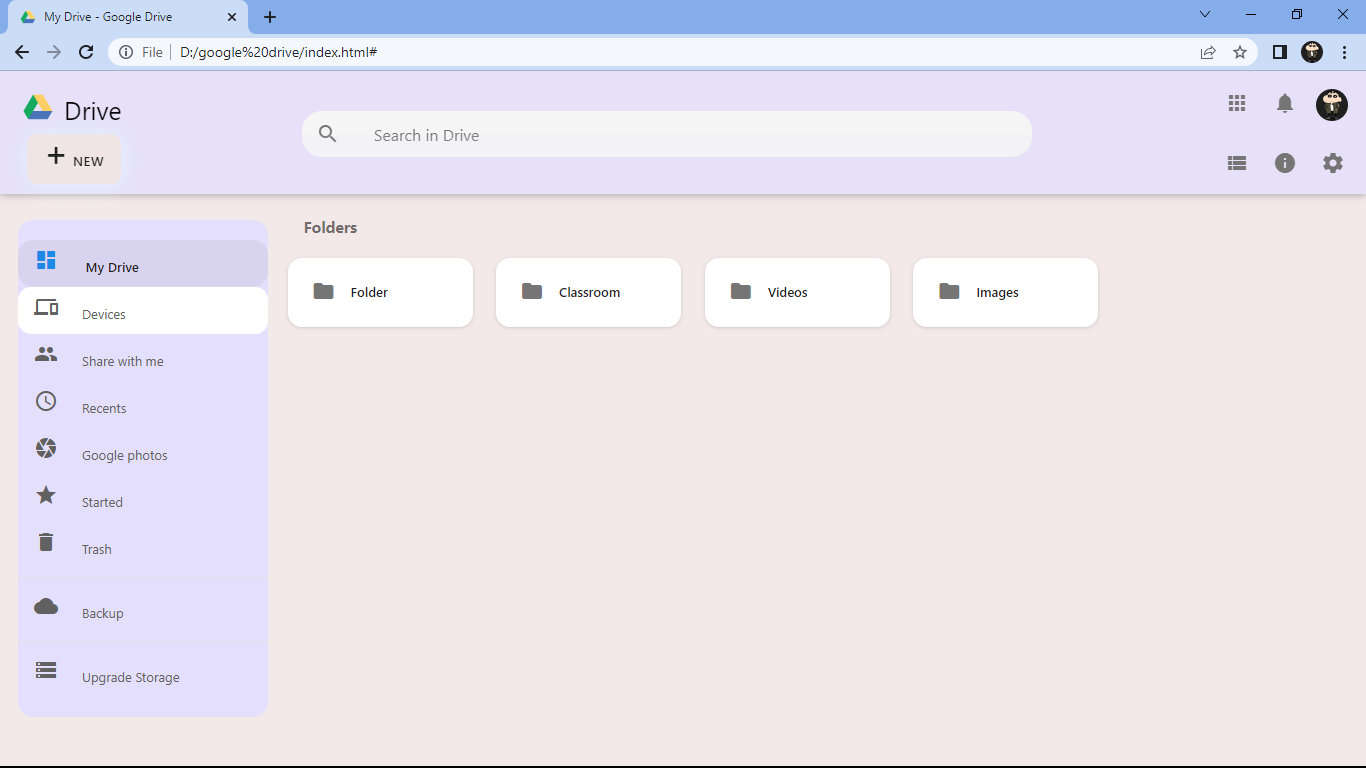 My Drive - Google Drive
File
D:/google%20drive/index.html#
Drive
Search in Drive
NEW
Folders
My Drive
Folder
Classroom
Videos
Images
Devices
Share with me
Recents
Google photos
Started
Trash
Backup
Upgrade Storage